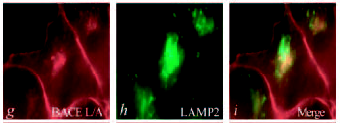 g BACE L/A
h LAMP2
i Merge